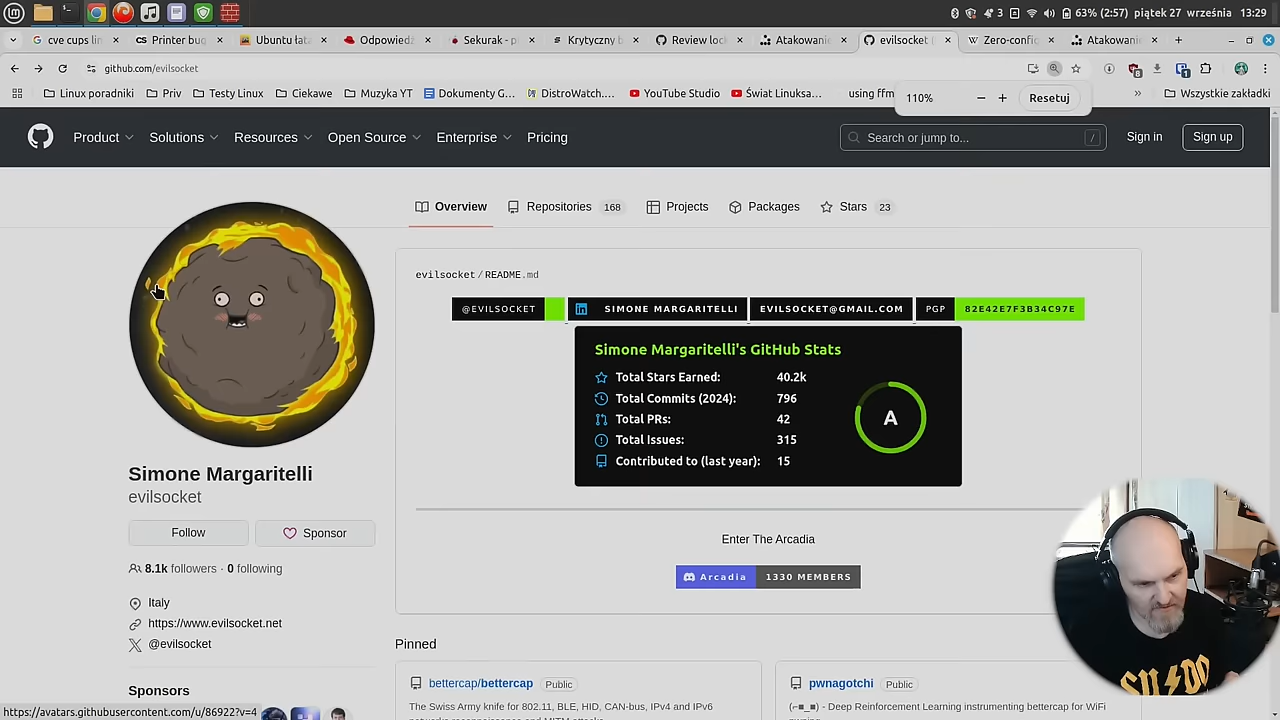 3 63% (2:57) piątek 27 września 13:29
cve cups lin
Printer bug
Ubuntu łata
Odpowiedź
Sekurak - p
Krytyczny b
Review loc
Atakowanie
evilsocket (
Zero-config
Atakowanie
github.com/evilsocket
Linux poradniki Priv Testy Linux Ciekawe Muzyka YT Dokumenty G... DistroWatch.... YouTube Studio Świat Linuksa... using ffm » Wszystkie zakładki
110% Resetuj
Product Solutions Resources Open Source Enterprise Pricing Search or jump to... / Sign in Sign up
Overview Repositories 168 Projects Packages Stars 23
evilsocket/README.md
@EVILSOCKET SIMONE MARGARITELLI EVILSOCKET@GMAIL.COM PGP 82E42E7F3B34C97E
Simone Margaritelli's GitHub Stats
Total Stars Earned: 40.2k
Total Commits (2024): 796
Total PRs: 42
Total Issues: 315
Contributed to (last year): 15
A
Simone Margaritelli
evilsocket
Follow Sponsor
8.1k followers · 0 following
Italy
https://www.evilsocket.net
@evilsocket
Sponsors
Enter The Arcadia
Arcadia 1330 MEMBERS
Pinned
bettercap/bettercap Public
The Swiss Army knife for 802.11, BLE, HID, CAN-bus, IPv4 and IPv6
pwnagotchi Public
(⌐■_■) - Deep Reinforcement Learning instrumenting bettercap for WiFi
https://avatars.githubusercontent.com/u/86922?v=4